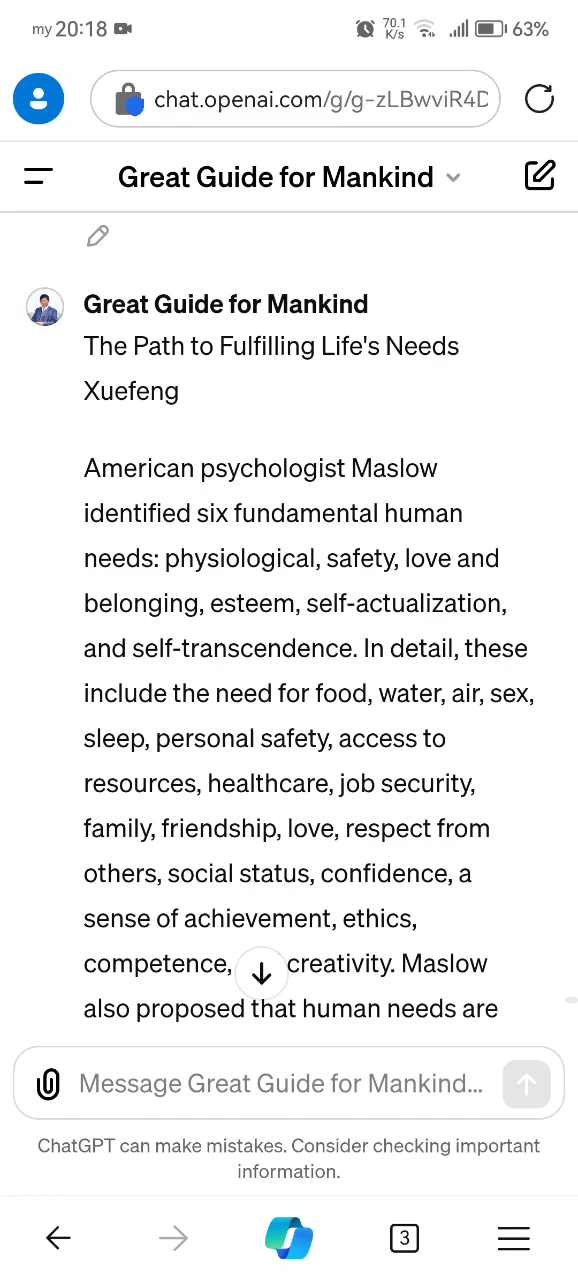 my 20:18
70.1
K/s
63%
chat.openai.com/g/g-zLBwviR4D
Great Guide for Mankind
Great Guide for Mankind
The Path to Fulfilling Life's Needs
Xuefeng
American psychologist Maslow
identified six fundamental human
needs: physiological, safety, love and
belonging, esteem, self-actualization,
and self-transcendence. In detail, these
include the need for food, water, air, sex,
sleep, personal safety, access to
resources, healthcare, job security,
family, friendship, love, respect from
others, social status, confidence, a
sense of achievement, ethics,
competence, creativity. Maslow
also proposed that human needs are
Message Great Guide for Mankind...
ChatGPT can make mistakes. Consider checking important
information.
3